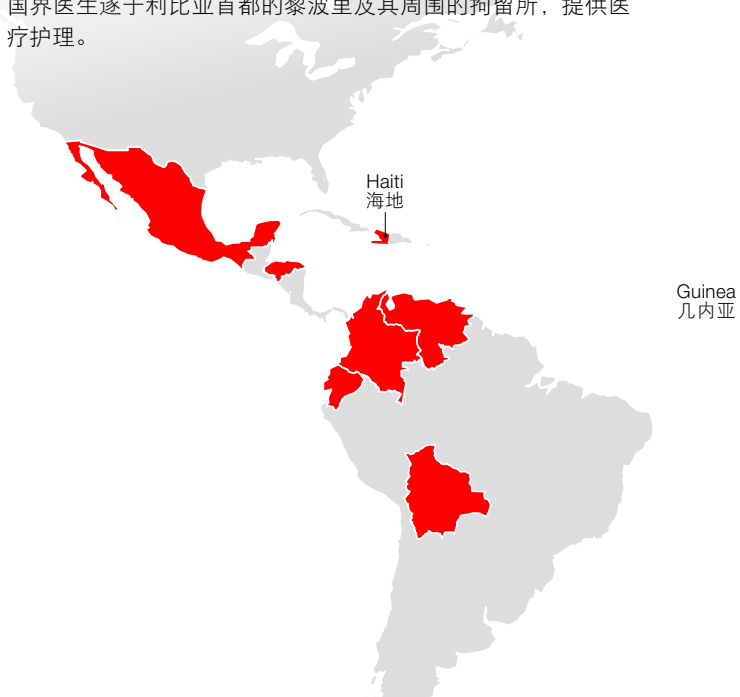 国界医生遂于利比亚首都的黎波里及其周围的拘留所，提供医
疗护理。
Haiti
海地
Guinea
几内亚